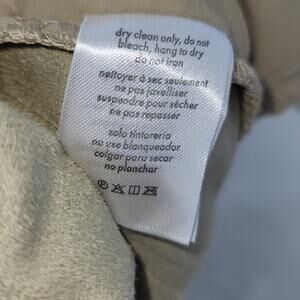 dry clean only, do not
bleach, hang to dry
do not iron
nettoyer à sec seulement
ne pas javelliser
suspendre pour sécher
ne pas repasser
solo tintorería
no use blanqueador
colgar para secar
no planchar